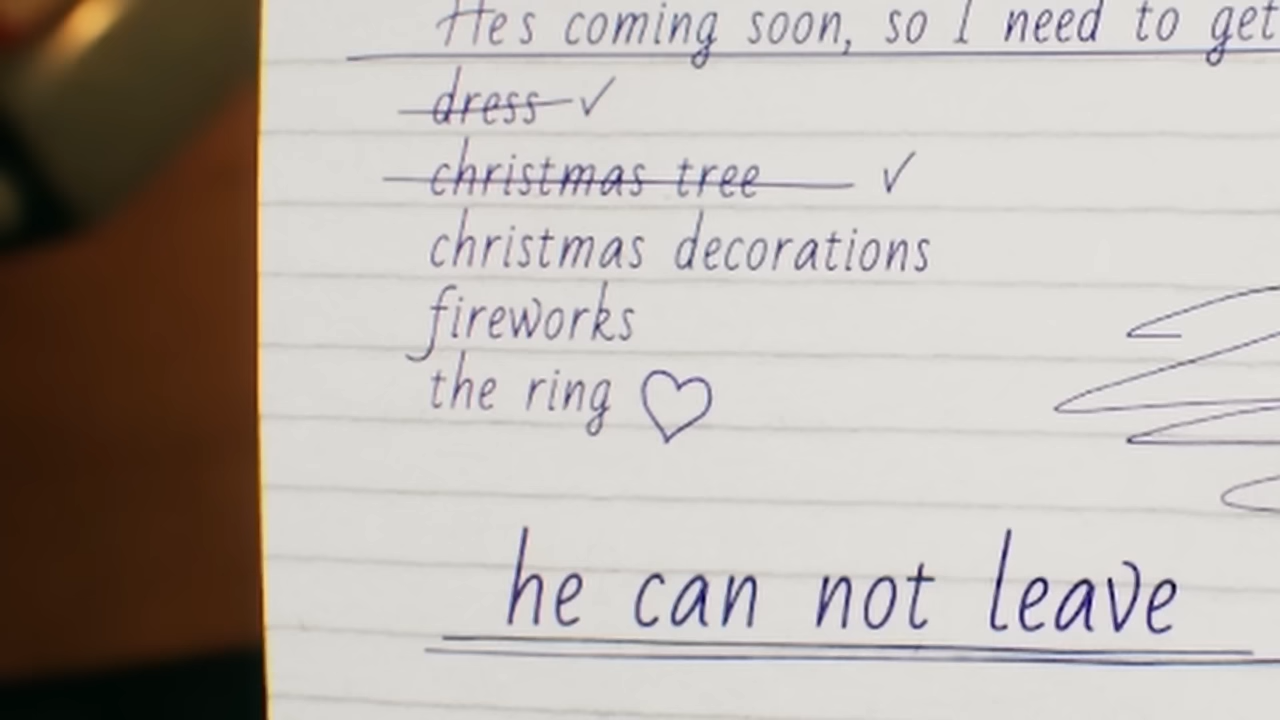 He's coming soon, so I need to get
dress ✓
christmas tree ✓
christmas decorations
fireworks
the ring ♡
he can not leave